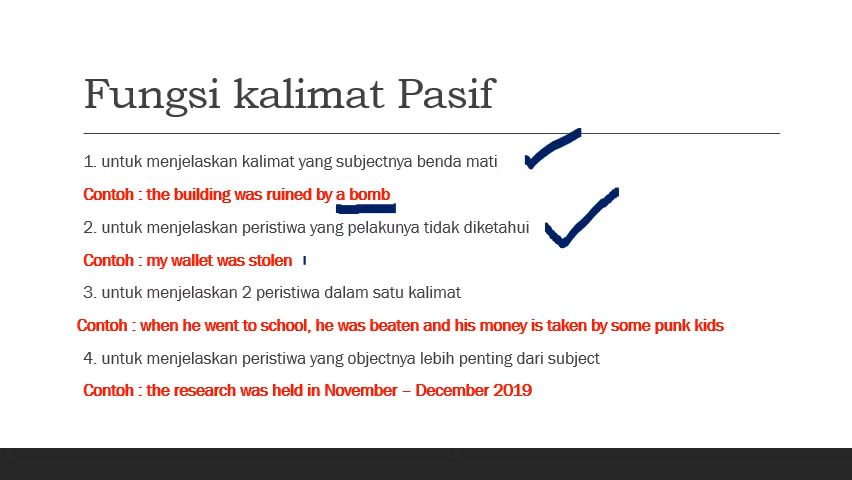 Fungsi kalimat Pasif
1. untuk menjelaskan kalimat yang subjectnya benda mati
Contoh : the building was ruined by a bomb
2. untuk menjelaskan peristiwa yang pelakunya tidak diketahui
Contoh : my wallet was stolen
3. untuk menjelaskan 2 peristiwa dalam satu kalimat
Contoh : when he went to school, he was beaten and his money is taken by some punk kids
4. untuk menjelaskan peristiwa yang objectnya lebih penting dari subject
Contoh : the research was held in November – December 2019